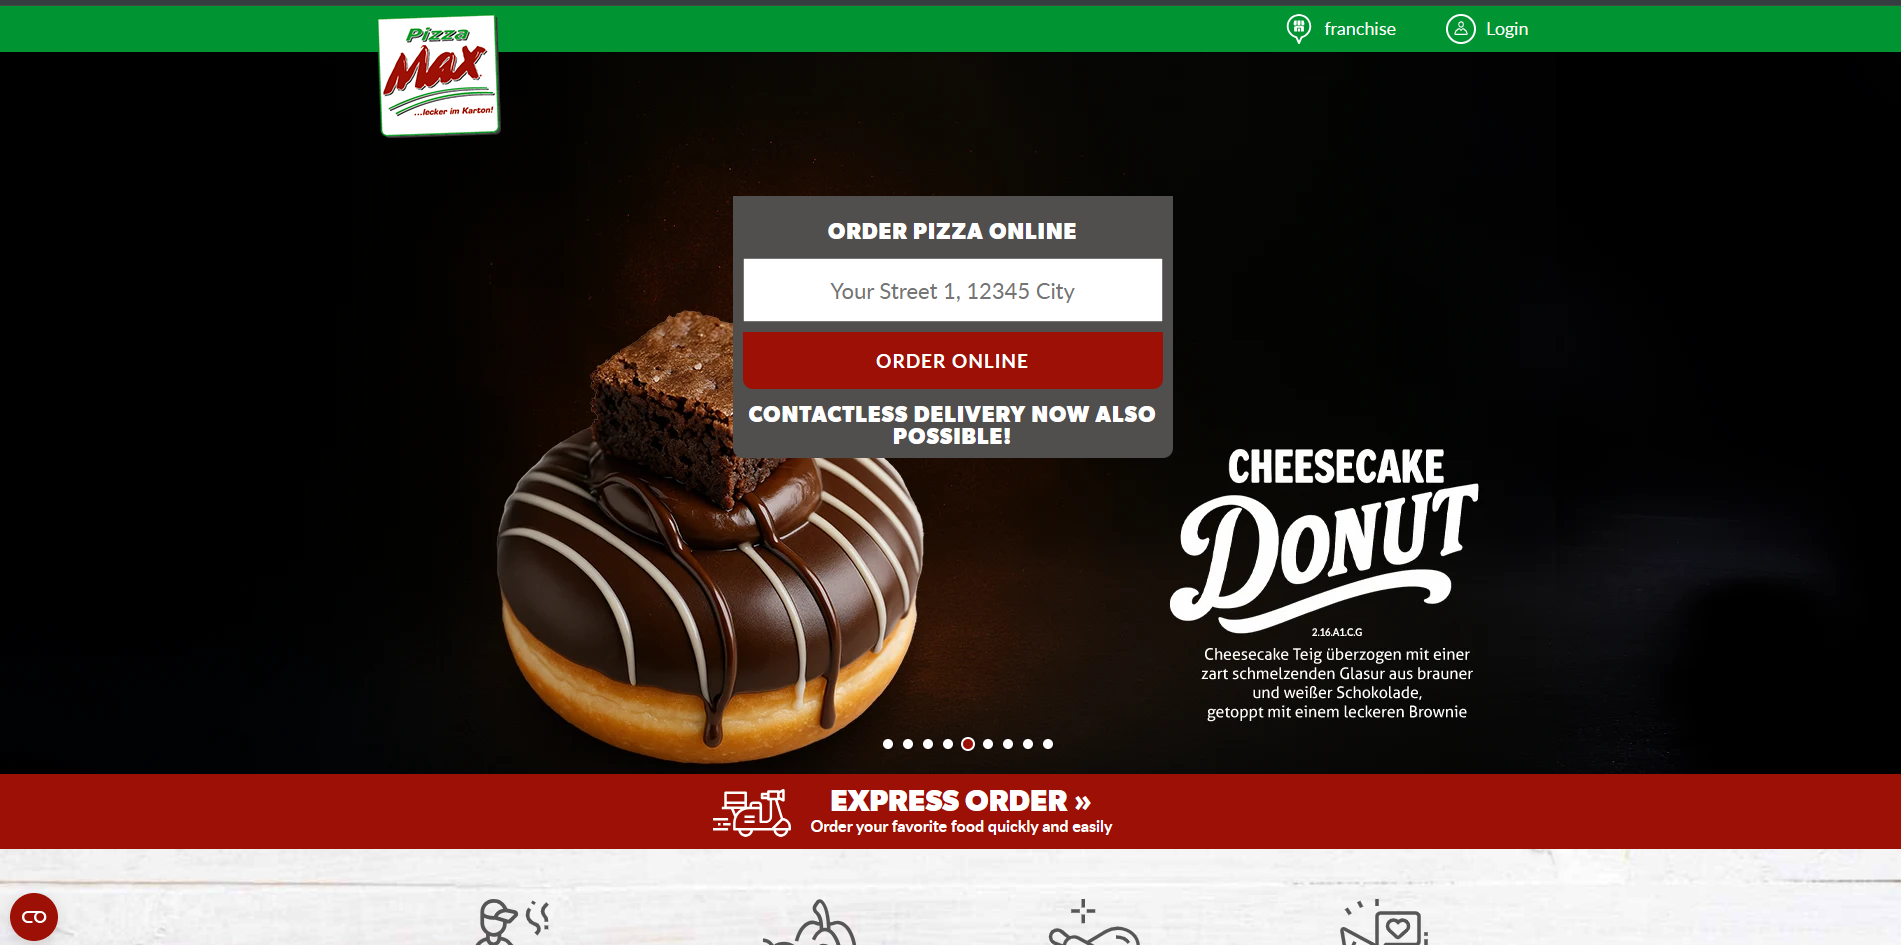 Pizza
Max
...lecker im Karton!
franchise
Login
ORDER PIZZA ONLINE
Your Street 1, 12345 City
ORDER ONLINE
CONTACTLESS DELIVERY NOW ALSO
POSSIBLE!
CHEESECAKE
DONUT
2.16.A1.C.G
Cheesecake Teig überzogen mit einer
zart schmelzenden Glasur aus brauner
und weißer Schokolade,
getoppt mit einem leckeren Brownie
EXPRESS ORDER »
Order your favorite food quickly and easily